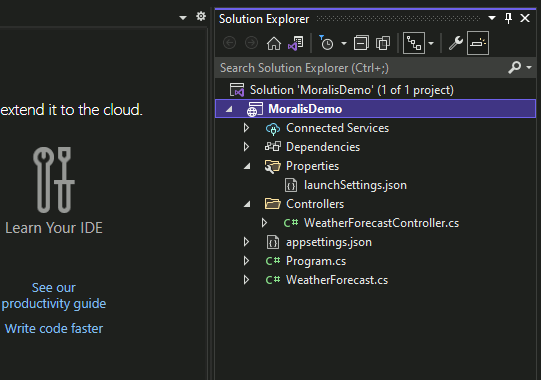 extend it to the cloud.
Learn Your IDE
See our
productivity guide
Write code faster
Solution Explorer
Search Solution Explorer (Ctrl+;)
Solution 'MoralisDemo' (1 of 1 project)
MoralisDemo
Connected Services
Dependencies
Properties
launchSettings.json
Controllers
C# WeatherForecastController.cs
appsettings.json
C# Program.cs
C# WeatherForecast.cs